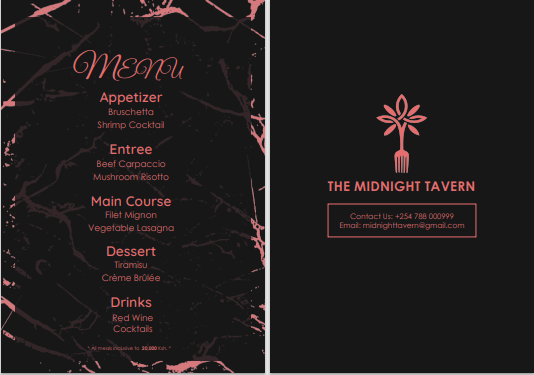 MENU
Appetizer
Bruschetta
Shrimp Cocktail
Entree
Beef Carpaccio
Mushroom Risotto
Main Course
Filet Mignon
Vegetable Lasagna
Dessert
Tiramisu
Crème Brûlée
Drinks
Red Wine
Cocktails
* All meals inclusive to 20,000 Ksh. *
THE MIDNIGHT TAVERN
Contact Us: +254 788 000999
Email: midnighttavern@gmail.com